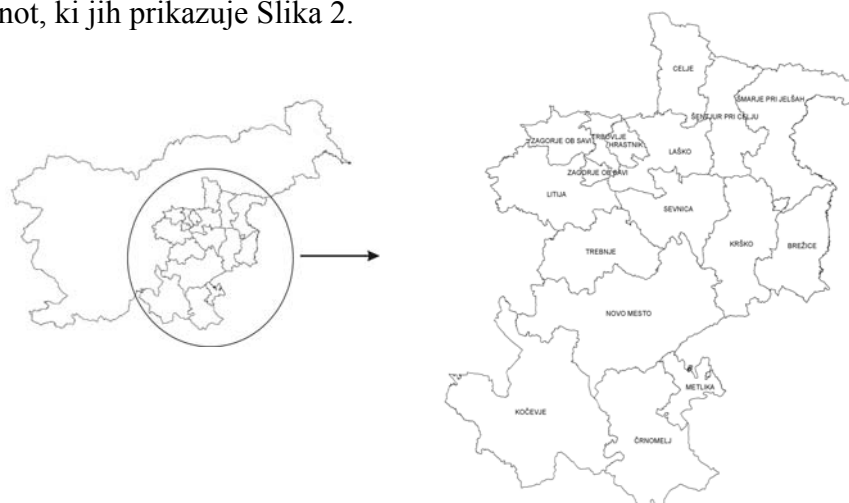 not, ki jih prikazuje Slika 2.
CELJE
ŠMARJE PRI JELŠAH
ŠENTJUR PRI CELJU
TRBOVLJE
ZAGORJE OB SAVI
HRASTNIK
LAŠKO
ZAGORJE OB SAVI
LITIJA
SEVNICA
KRŠKO
BREŽICE
TREBNJE
NOVO MESTO
METLIKA
KOČEVJE
ČRNOMELJ